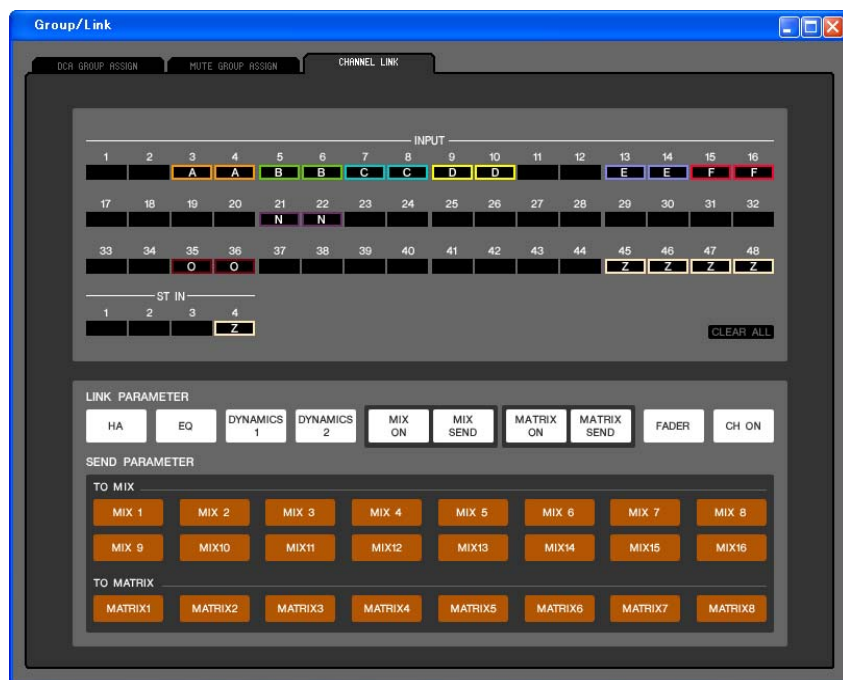 Group/Link
DCA GROUP ASSIGN MUTE GROUP ASSIGN CHANNEL LINK
INPUT
1 2 3 4 5 6 7 8 9 10 11 12 13 14 15 16
A A B B C C D D E E F F
17 18 19 20 21 22 23 24 25 26 27 28 29 30 31 32
N N
33 34 35 36 37 38 39 40 41 42 43 44 45 46 47 48
O O Z Z Z Z
ST IN
1 2 3 4
Z
CLEAR ALL
LINK PARAMETER
HA EQ DYNAMICS 1 DYNAMICS 2 MIX ON MIX SEND MATRIX ON MATRIX SEND FADER CH ON
SEND PARAMETER
TO MIX
MIX 1 MIX 2 MIX 3 MIX 4 MIX 5 MIX 6 MIX 7 MIX 8
MIX 9 MIX10 MIX11 MIX12 MIX13 MIX14 MIX15 MIX16
TO MATRIX
MATRIX1 MATRIX2 MATRIX3 MATRIX4 MATRIX5 MATRIX6 MATRIX7 MATRIX8